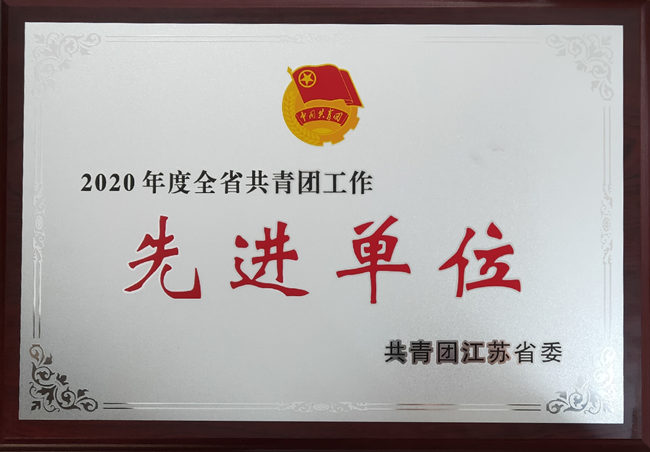 中国共青团
2020年度全省共青团工作
先进单位
共青团江苏省委